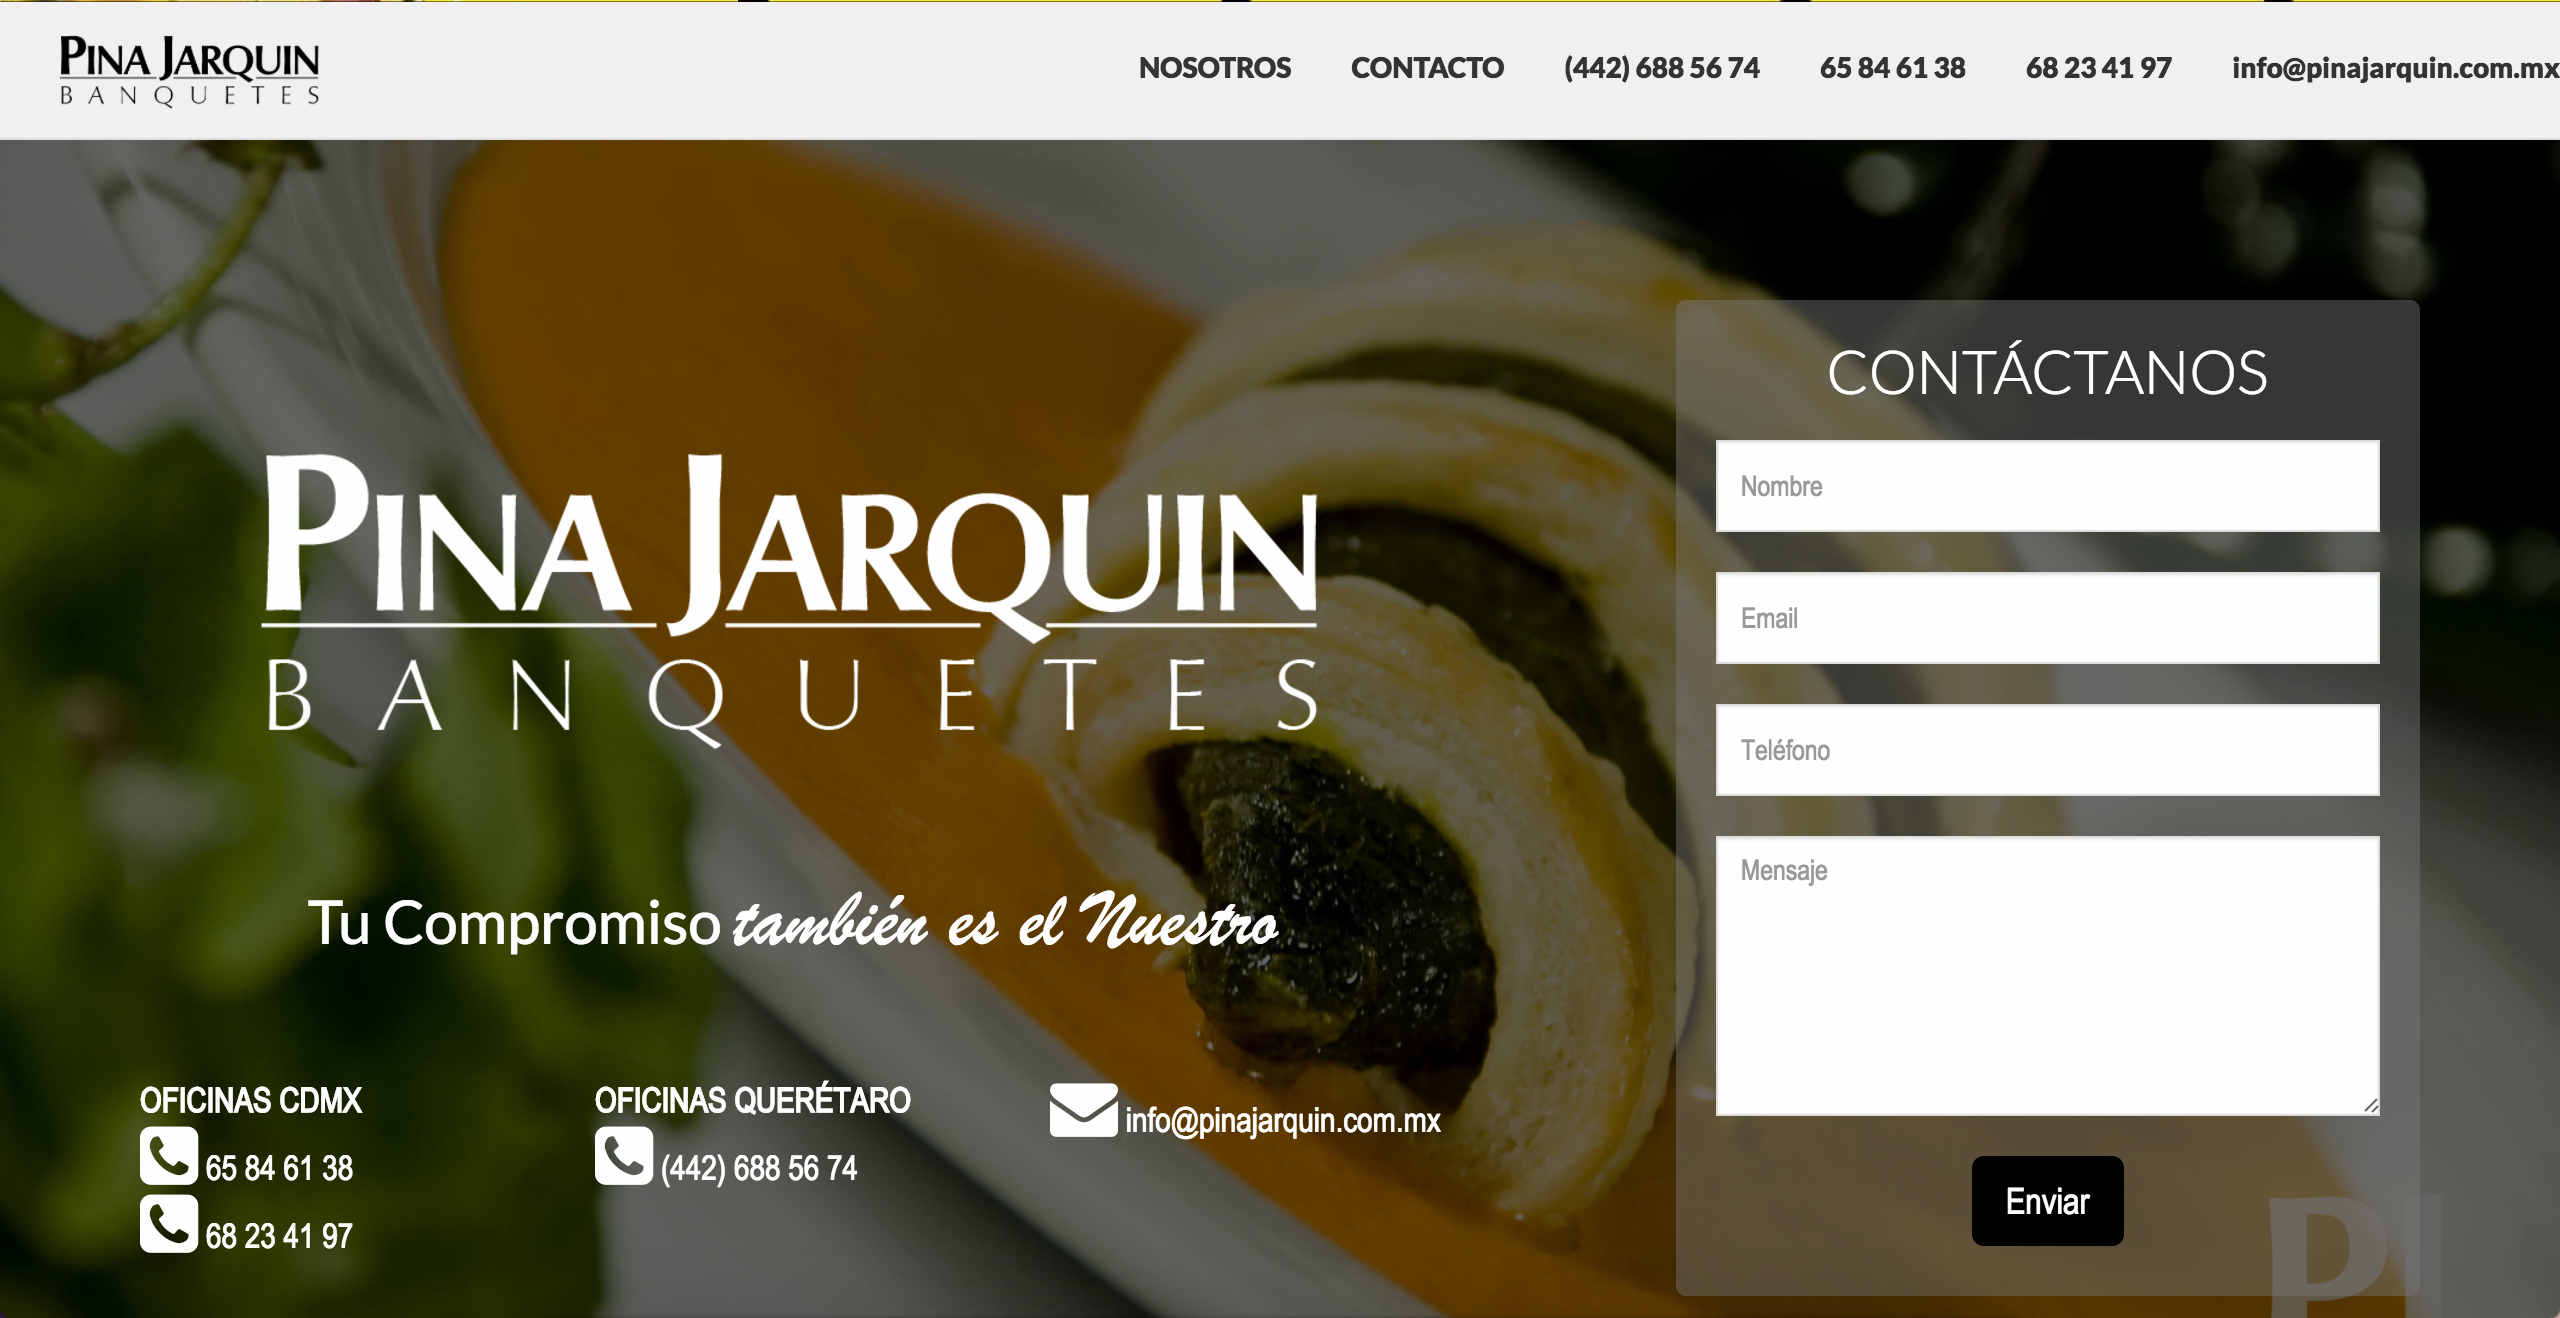 PINA JARQUIN
BANQUETES
NOSOTROS CONTACTO (442) 688 56 74 65 84 61 38 68 23 41 97 info@pinajarquin.com.mx
PINA JARQUIN
BANQUETES
Tu Compromiso también es el Nuestro
OFICINAS CDMX
65 84 61 38
68 23 41 97
OFICINAS QUERÉTARO
(442) 688 56 74
info@pinajarquin.com.mx
CONTÁCTANOS
Nombre
Email
Teléfono
Mensaje
Enviar
PI